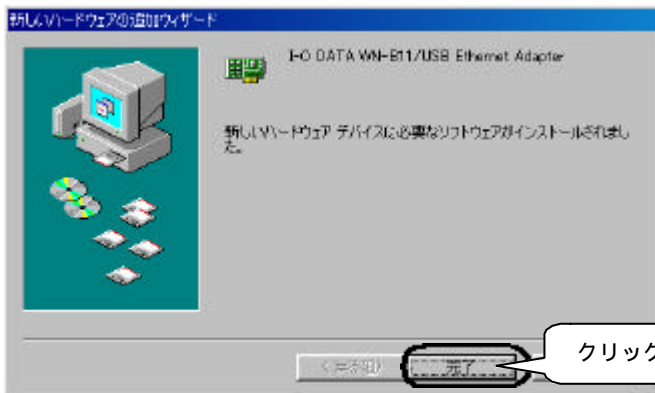 新しいハードウェアの追加ウィザード
I-O DATA WN-B11/USB Ethernet Adapter
新しいハードウェア デバイスに必要なソフトウェアがインストールされまし
た。
完了
クリック